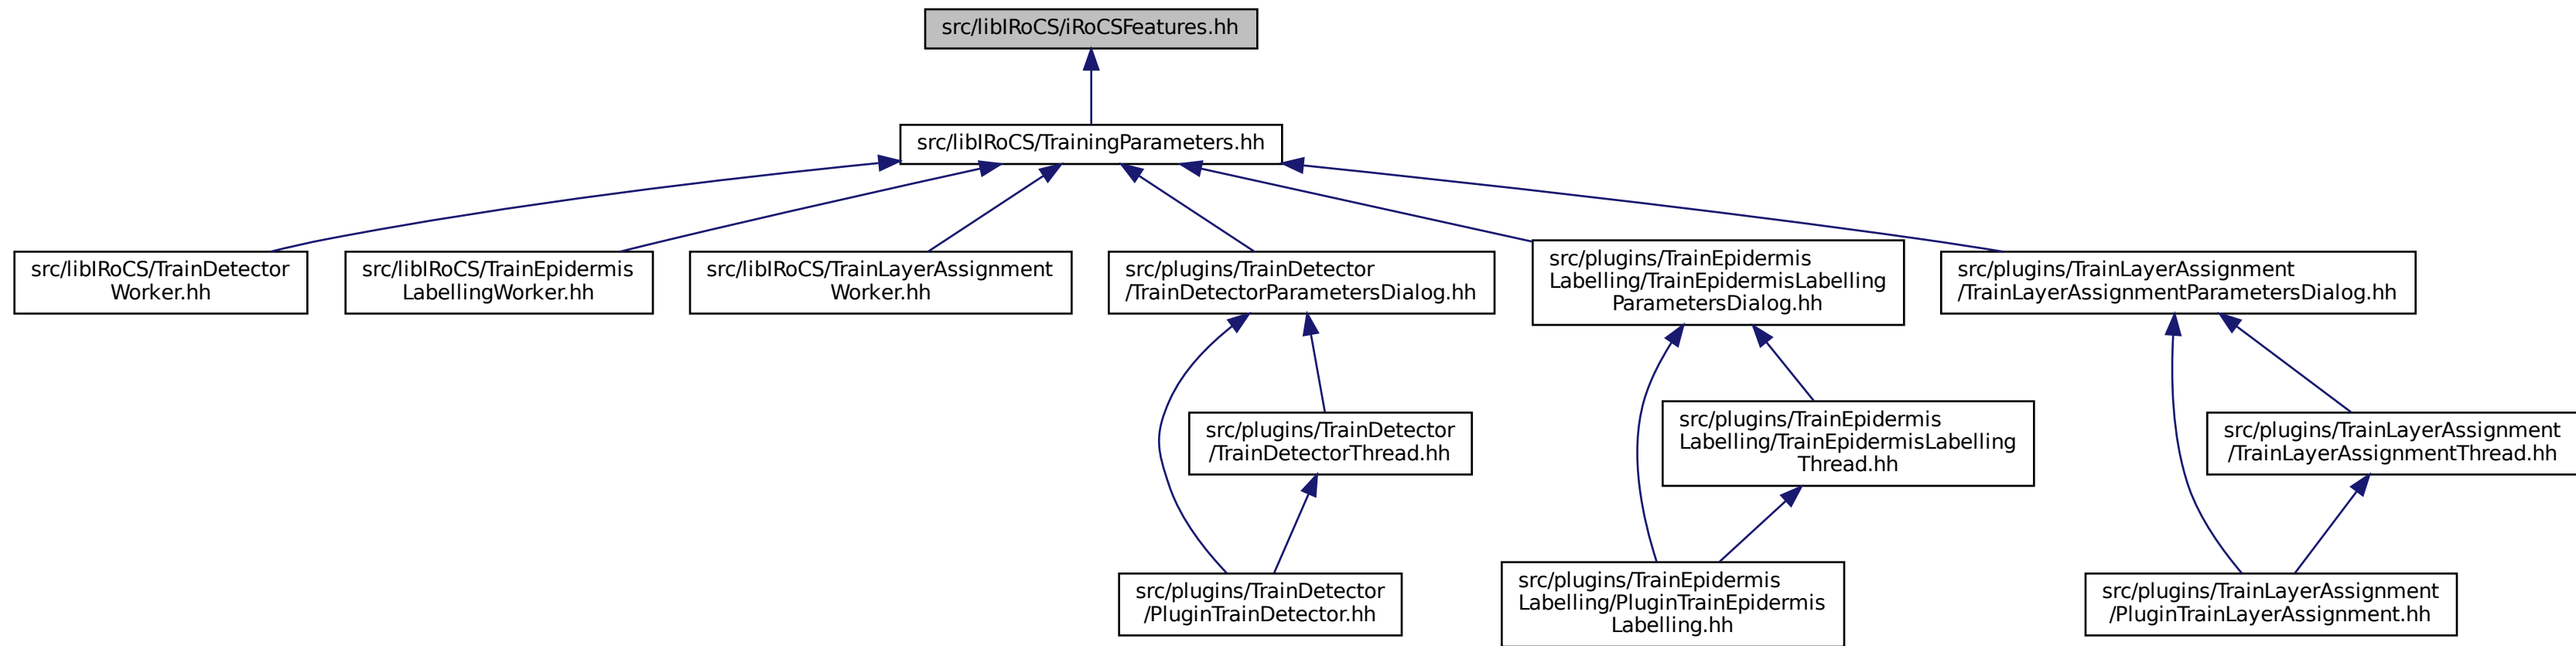 src/libIRoCS/iRoCSFeatures.hh
src/libIRoCS/TrainingParameters.hh
src/libIRoCS/TrainDetector
Worker.hh
src/libIRoCS/TrainEpidermis
LabellingWorker.hh
src/libIRoCS/TrainLayerAssignment
Worker.hh
src/plugins/TrainDetector
/TrainDetectorParametersDialog.hh
src/plugins/TrainEpidermis
Labelling/TrainEpidermisLabelling
ParametersDialog.hh
src/plugins/TrainLayerAssignment
/TrainLayerAssignmentParametersDialog.hh
src/plugins/TrainDetector
/TrainDetectorThread.hh
src/plugins/TrainEpidermis
Labelling/TrainEpidermisLabelling
Thread.hh
src/plugins/TrainLayerAssignment
/TrainLayerAssignmentThread.hh
src/plugins/TrainDetector
/PluginTrainDetector.hh
src/plugins/TrainEpidermis
Labelling/PluginTrainEpidermis
Labelling.hh
src/plugins/TrainLayerAssignment
/PluginTrainLayerAssignment.hh